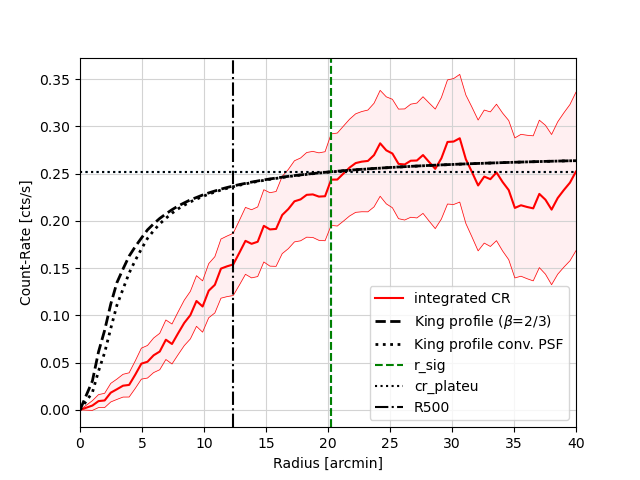 0.35
0.30
0.25
0.20
0.15
0.10
0.05
0.00
Count-Rate [cts/s]
integrated CR
King profile (β=2/3)
King profile conv. PSF
r_sig
cr_plateu
R500
0 5 10 15 20 25 30 35 40
Radius [arcmin]